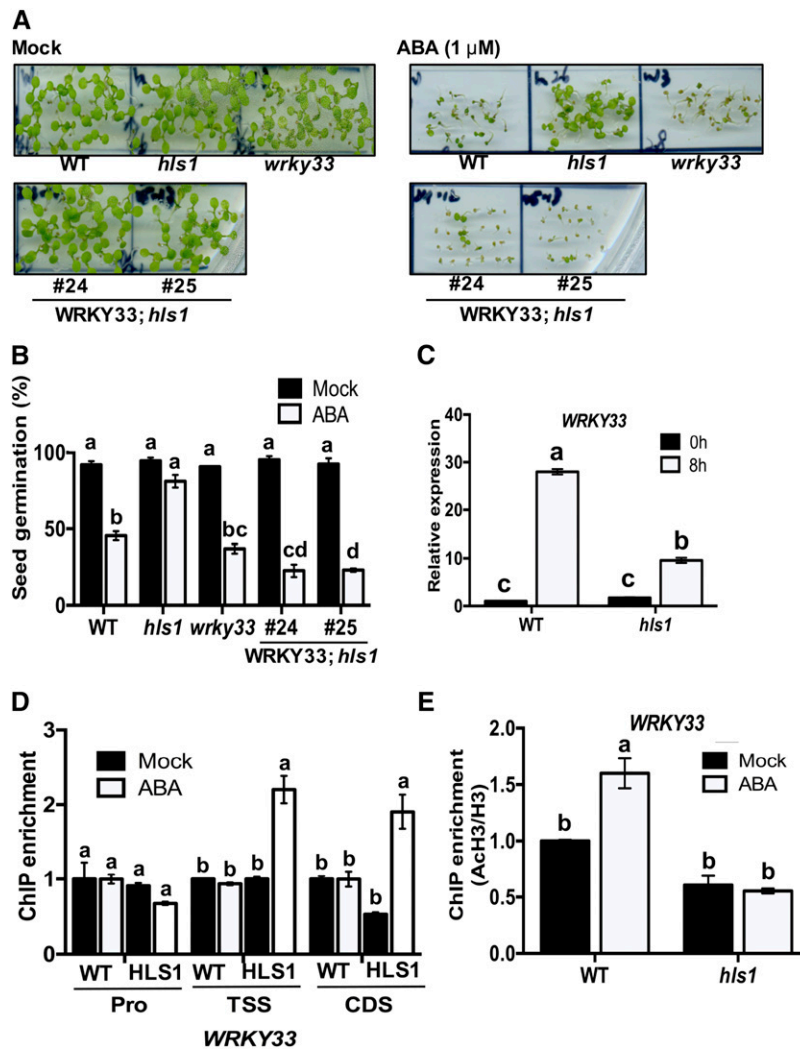 A
Mock
ABA (1 μM)
WT hls1 wrky33
WT hls1 wrky33
#24 #25
WRKY33; hls1
#24 #25
WRKY33; hls1
B
Seed germination (%)
100
50
0
Mock
ABA
a a a a a
b a bc cd d
WT hls1 wrky33 #24 #25
WRKY33; hls1
C
WRKY33
Relative expression
40
30
20
10
0
0h
8h
c a c b
WT hls1
D
ChIP enrichment
3
2
1
0
Mock
ABA
a a a a b b b a b b b a
WT HLS1 WT HLS1 WT HLS1
Pro TSS CDS
WRKY33
E
WRKY33
ChIP enrichment
(AcH3/H3)
2.0
1.5
1.0
0.5
0.0
Mock
ABA
b a b b
WT hls1